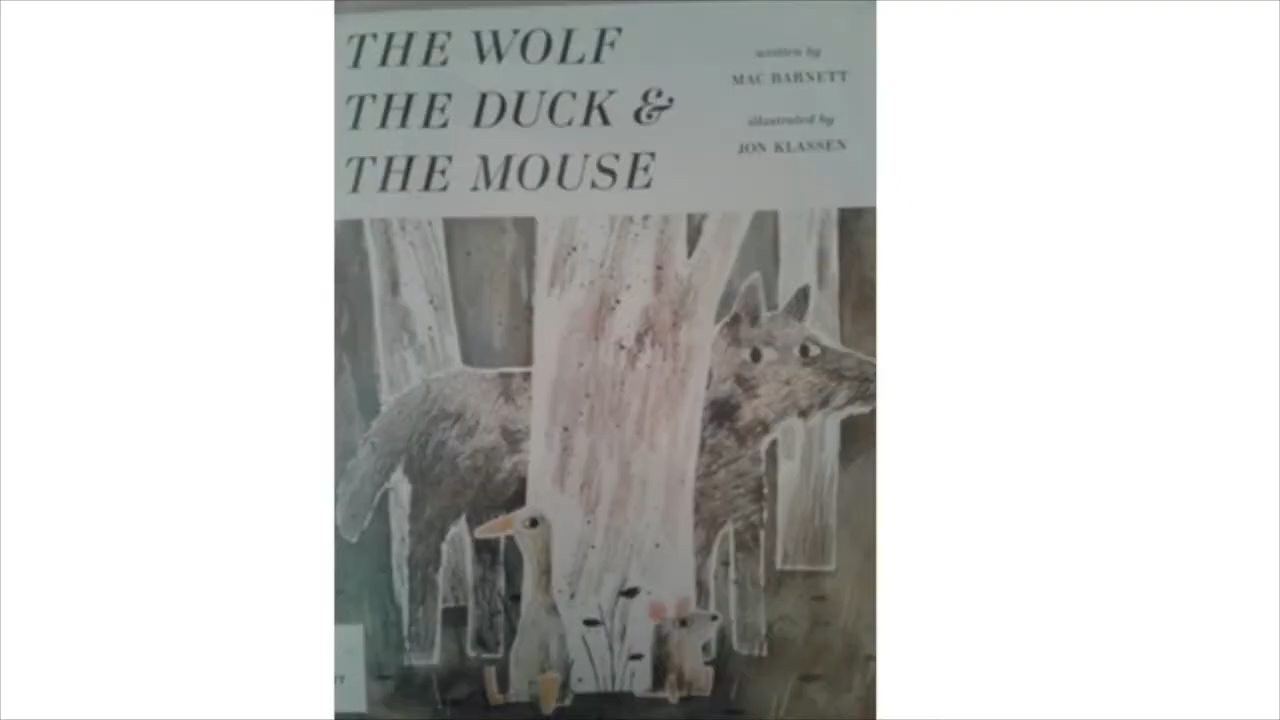 THE WOLF
THE DUCK &
THE MOUSE
written by
MAC BARNETT
illustrated by
JON KLASSEN